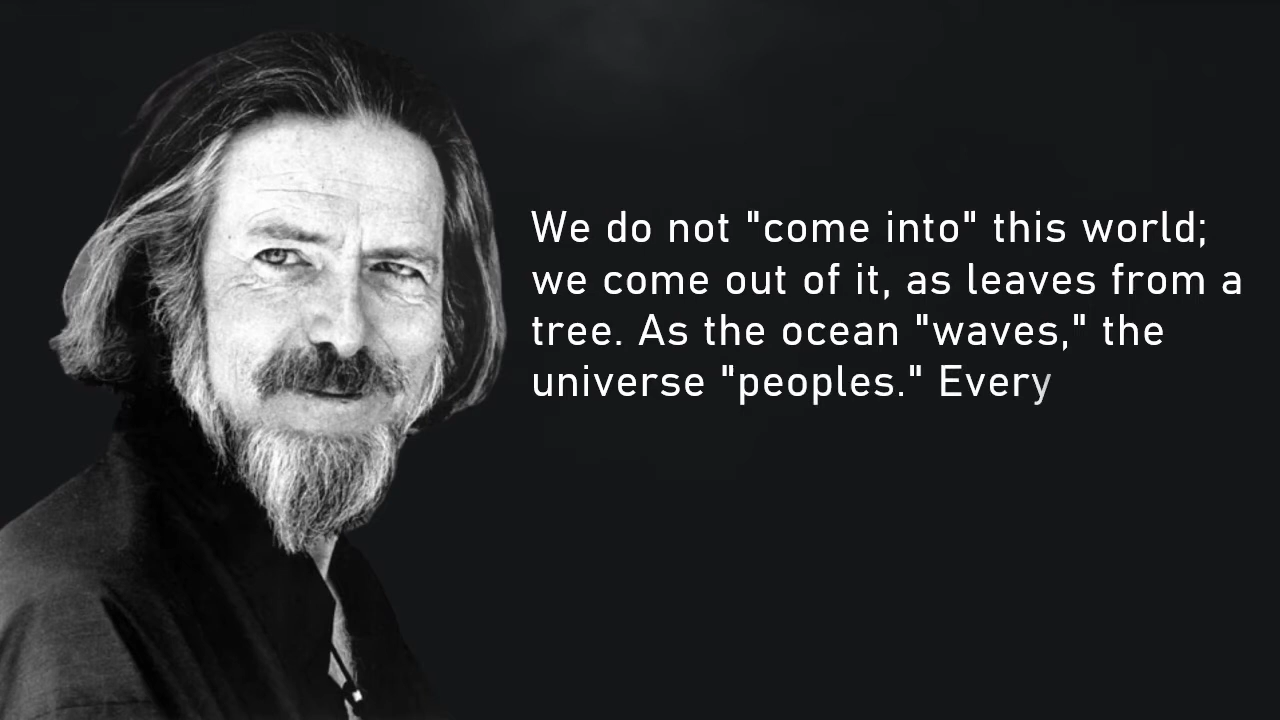 We do not "come into" this world;
we come out of it, as leaves from a
tree. As the ocean "waves," the
universe "peoples." Every